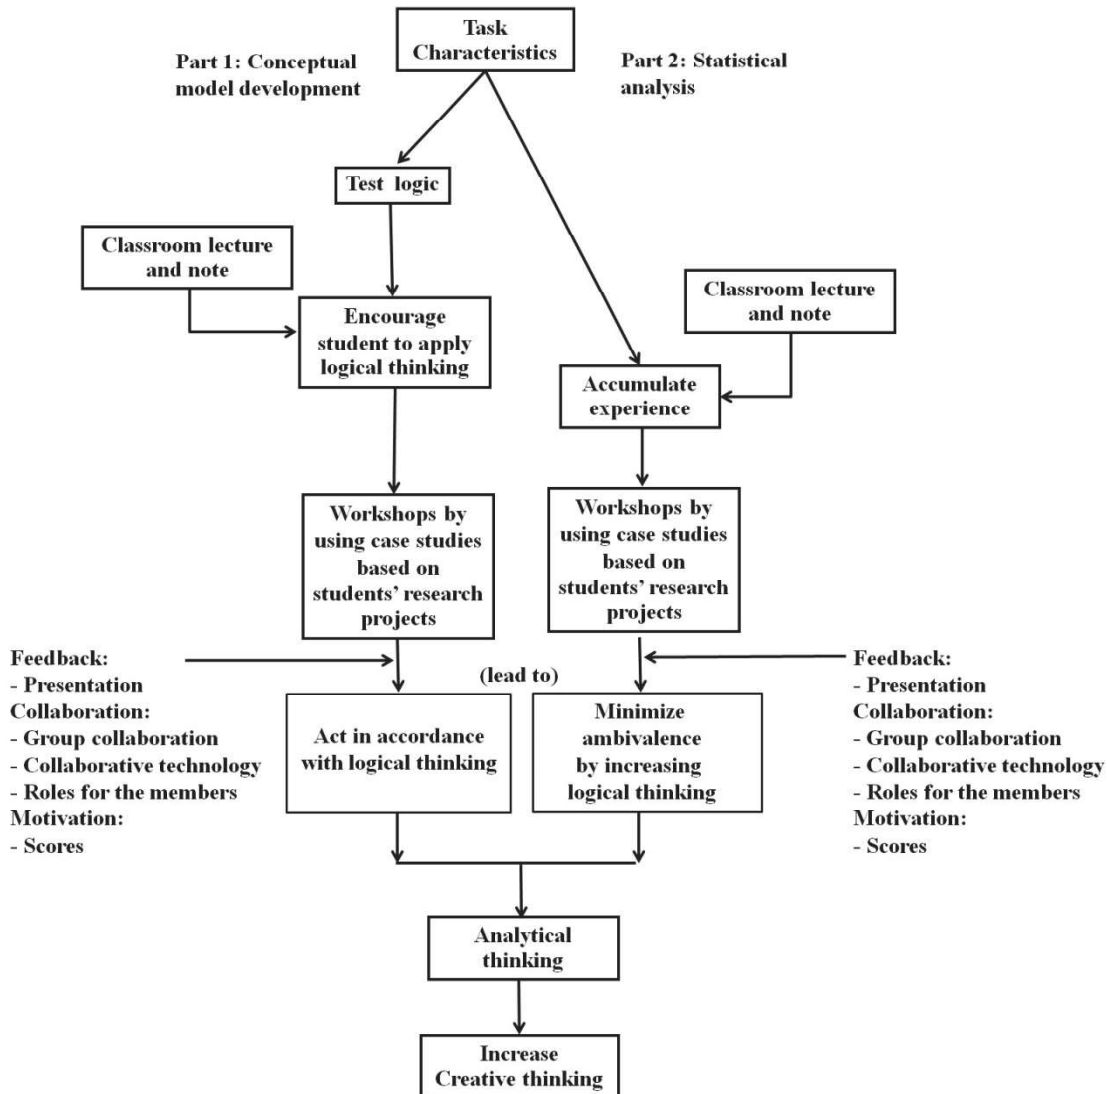 Task
Characteristics
Part 1: Conceptual
model development
Part 2: Statistical
analysis
Test logic
Classroom lecture
and note
Encourage
student to apply
logical thinking
Classroom lecture
and note
Accumulate
experience
Workshops by
using case studies
based on
students' research
projects
Workshops by
using case studies
based on
students' research
projects
Feedback:
- Presentation
Collaboration:
- Group collaboration
- Collaborative technology
- Roles for the members
Motivation:
- Scores
(lead to)
Act in accordance
with logical thinking
Minimize
ambivalence
by increasing
logical thinking
Feedback:
- Presentation
Collaboration:
- Group collaboration
- Collaborative technology
- Roles for the members
Motivation:
- Scores
Analytical
thinking
Increase
Creative thinking